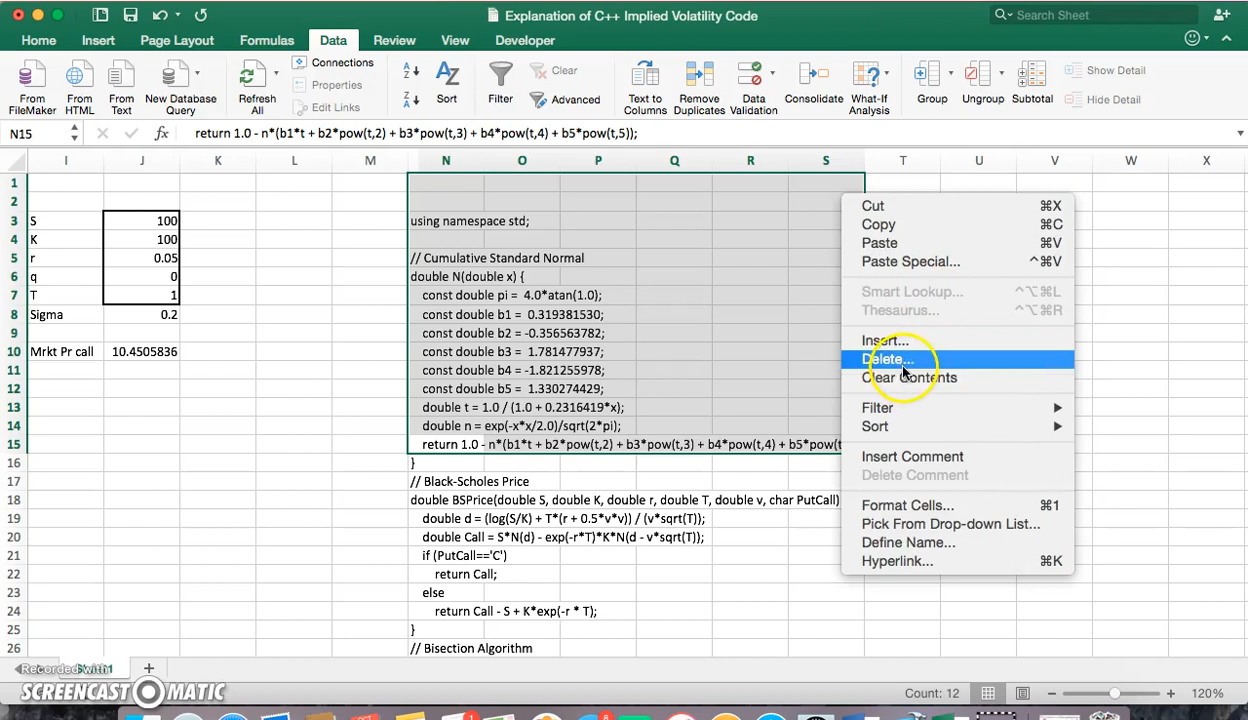 Explanation of C++ Implied Volatility Code
Search Sheet
Home Insert Page Layout Formulas Data Review View Developer
From FileMaker
From HTML
From Text
New Database Query
Refresh All
Connections
Properties
Edit Links
Sort
Filter
Clear
Advanced
Text to Columns
Remove Duplicates
Data Validation
Consolidate
What-If Analysis
Group
Ungroup
Subtotal
Show Detail
Hide Detail
N15 fx return 1.0 - n*(b1*t + b2*pow(t,2) + b3*pow(t,3) + b4*pow(t,4) + b5*pow(t,5));
I J K L M N O P Q R S T U V W X
1
2
3 S 100 using namespace std;
4 K 100
5 r 0.05 // Cumulative Standard Normal
6 q 0 double N(double x) {
7 T 1 const double pi = 4.0*atan(1.0);
8 Sigma 0.2 const double b1 = 0.319381530;
9 const double b2 = -0.356563782;
10 Mrkt Pr call 10.4505836 const double b3 = 1.781477937;
11 const double b4 = -1.821255978;
12 const double b5 = 1.330274429;
13 double t = 1.0 / (1.0 + 0.2316419*x);
14 double n = exp(-x*x/2.0)/sqrt(2*pi);
15 return 1.0 - n*(b1*t + b2*pow(t,2) + b3*pow(t,3) + b4*pow(t,4) + b5*pow(t
16 }
17 // Black-Scholes Price
18 double BSPrice(double S, double K, double r, double T, double v, char PutCall)
19 double d = (log(S/K) + T*(r + 0.5*v*v)) / (v*sqrt(T));
20 double Call = S*N(d) - exp(-r*T)*K*N(d - v*sqrt(T));
21 if (PutCall=='C')
22 return Call;
23 else
24 return Call - S + K*exp(-r * T);
25 }
26 // Bisection Algorithm
Cut ⌘X
Copy ⌘C
Paste ⌘V
Paste Special... ^⌘V
Smart Lookup... ^⌥⌘L
Thesaurus... ^⌥⌘R
Insert...
Delete...
Clear Contents
Filter
Sort
Insert Comment
Delete Comment
Format Cells... ⌘1
Pick From Drop-down List...
Define Name...
Hyperlink... ⌘K
Recorded with
SCREENCAST-O-MATIC
Count: 12
120%